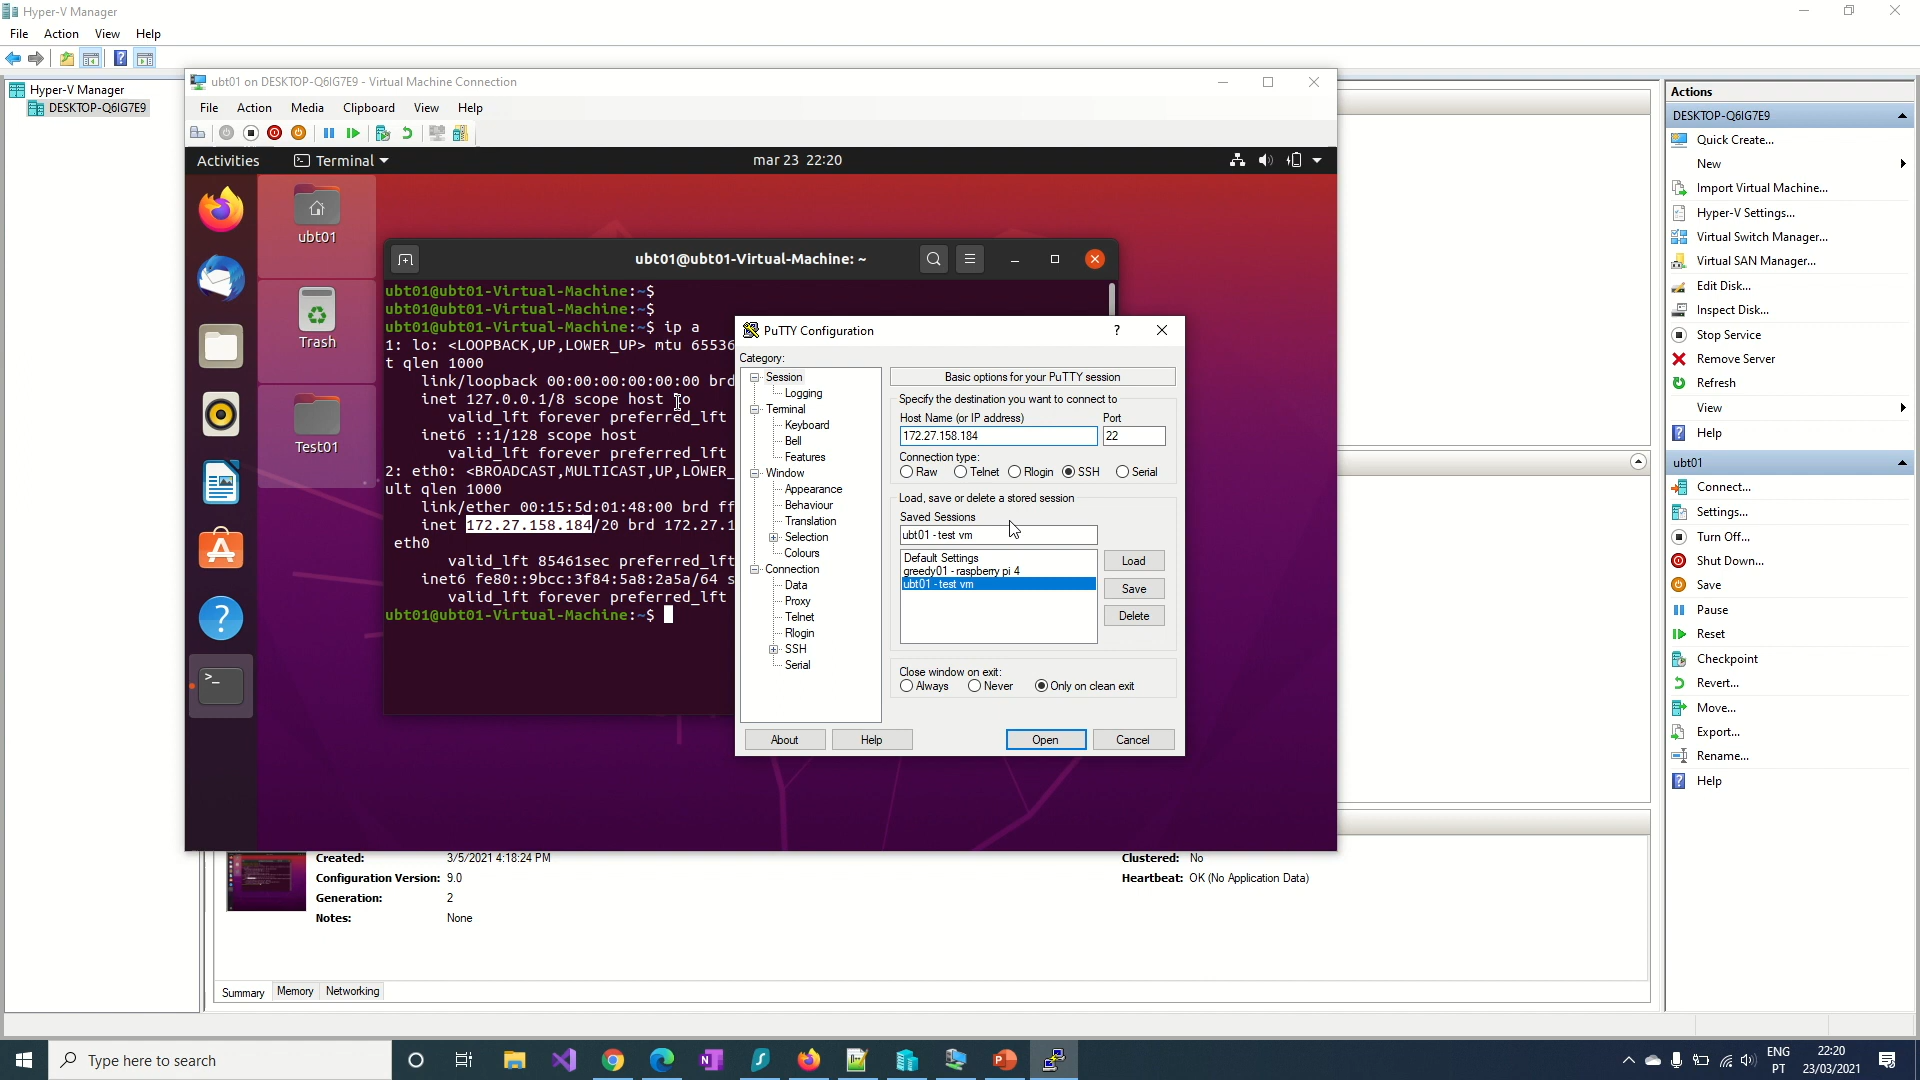 Hyper-V Manager
File Action View Help
Hyper-V Manager
DESKTOP-Q6IG7E9
ubt01 on DESKTOP-Q6IG7E9 - Virtual Machine Connection
File Action Media Clipboard View Help
Activities Terminal mar 23 22:20
ubt01
Trash
Test01
ubt01@ubt01-Virtual-Machine: ~
ubt01@ubt01-Virtual-Machine:~$
ubt01@ubt01-Virtual-Machine:~$
ubt01@ubt01-Virtual-Machine:~$ ip a
1: lo: <LOOPBACK,UP,LOWER_UP> mtu 65536
t qlen 1000
link/loopback 00:00:00:00:00:00 brd
inet 127.0.0.1/8 scope host lo
valid_lft forever preferred_lft
inet6 ::1/128 scope host
valid_lft forever preferred_lft
2: eth0: <BROADCAST,MULTICAST,UP,LOWER_
ult qlen 1000
link/ether 00:15:5d:01:48:00 brd ff
inet 172.27.158.184/20 brd 172.27.1
eth0
valid_lft 85461sec preferred_lft
inet6 fe80::9bcc:3f84:5a8:2a5a/64 s
valid_lft forever preferred_lft
ubt01@ubt01-Virtual-Machine:~$
PuTTY Configuration
?
Category:
Session
Logging
Terminal
Keyboard
Bell
Features
Window
Appearance
Behaviour
Translation
Selection
Colours
Connection
Data
Proxy
Telnet
Rlogin
SSH
Serial
Basic options for your PuTTY session
Specify the destination you want to connect to
Host Name (or IP address) Port
172.27.158.184 22
Connection type:
Raw Telnet Rlogin SSH Serial
Load, save or delete a stored session
Saved Sessions
ubt01 - test vm
Default Settings
greedy01 - raspberry pi 4
ubt01 - test vm
Load
Save
Delete
Close window on exit:
Always Never Only on clean exit
About Help Open Cancel
Created: 3/5/2021 4:18:24 PM
Configuration Version: 9.0
Generation: 2
Notes: None
Clustered: No
Heartbeat: OK (No Application Data)
Summary Memory Networking
Actions
DESKTOP-Q6IG7E9
Quick Create...
New
Import Virtual Machine...
Hyper-V Settings...
Virtual Switch Manager...
Virtual SAN Manager...
Edit Disk...
Inspect Disk...
Stop Service
Remove Server
Refresh
View
Help
ubt01
Connect...
Settings...
Turn Off...
Shut Down...
Save
Pause
Reset
Checkpoint
Revert...
Move...
Export...
Rename...
Help
Type here to search
ENG
PT
22:20
23/03/2021